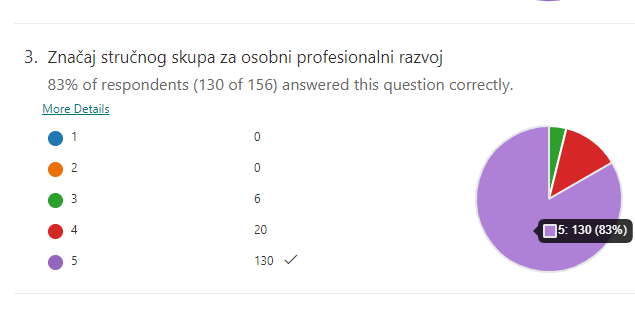 3. Značaj stručnog skupa za osobni profesionalni razvoj
83% of respondents (130 of 156) answered this question correctly.
More Details
1 0
2 0
3 6
4 20
5 130
5: 130 (83%)